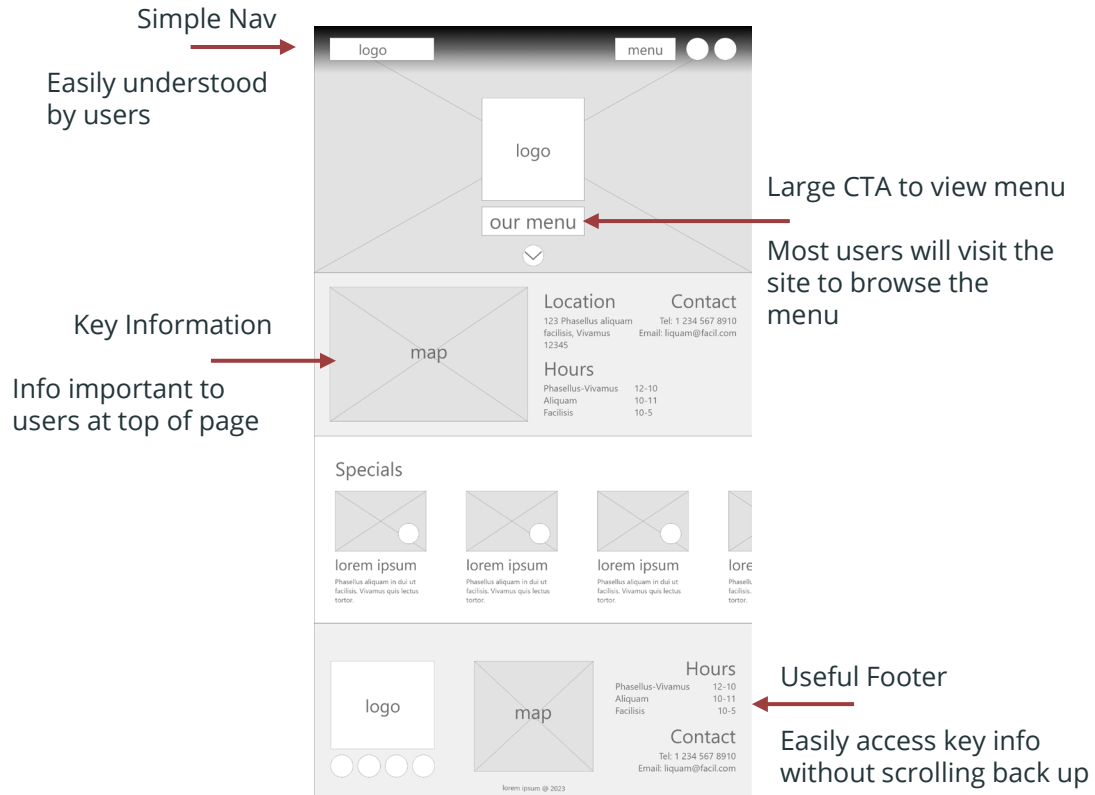 Simple Nav
Easily understood
by users
logo
menu
logo
our menu
Large CTA to view menu
Most users will visit the
site to browse the
menu
Key Information
Info important to
users at top of page
map
Location
123 Phasellus aliquam
facilisis, Vivamus
12345
Contact
Tel: 1 234 567 8910
Email: liquam@facil.com
Hours
Phasellus-Vivamus 12-10
Aliquam 10-11
Facilisis 10-5
Specials
lorem ipsum
Phasellus aliquam in dui ut
facilisis. Vivamus quis lectus
tortor.
lorem ipsum
Phasellus aliquam in dui ut
facilisis. Vivamus quis lectus
tortor.
lorem ipsum
Phasellus aliquam in dui ut
facilisis. Vivamus quis lectus
tortor.
lore
Phasell
facilisis.
tortor.
logo
map
Hours
Phasellus-Vivamus 12-10
Aliquam 10-11
Facilisis 10-5
Contact
Tel: 1 234 567 8910
Email: liquam@facil.com
lorem ipsum @ 2023
Useful Footer
Easily access key info
without scrolling back up